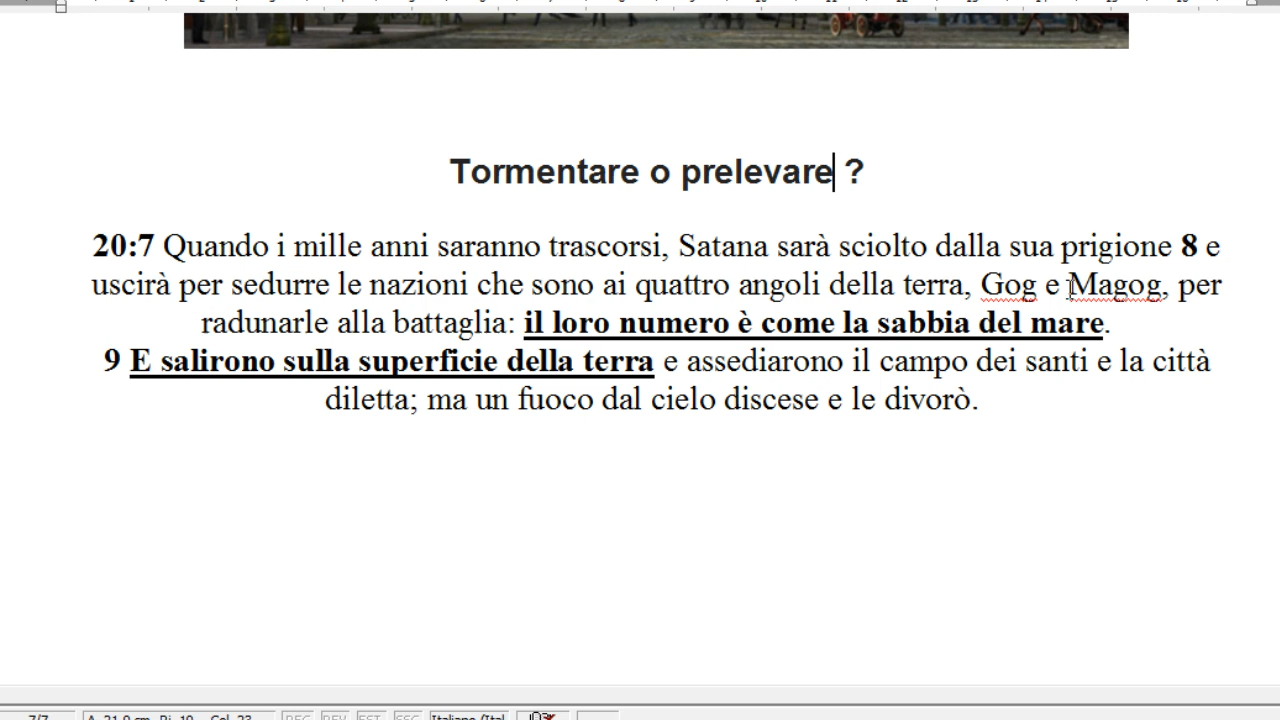 Tormentare o prelevare ?
20:7 Quando i mille anni saranno trascorsi, Satana sarà sciolto dalla sua prigione 8 e
uscirà per sedurre le nazioni che sono ai quattro angoli della terra, Gog e Magog, per
radunarle alla battaglia: il loro numero è come la sabbia del mare.
9 E salirono sulla superficie della terra e assediarono il campo dei santi e la città
diletta; ma un fuoco dal cielo discese e le divorò.